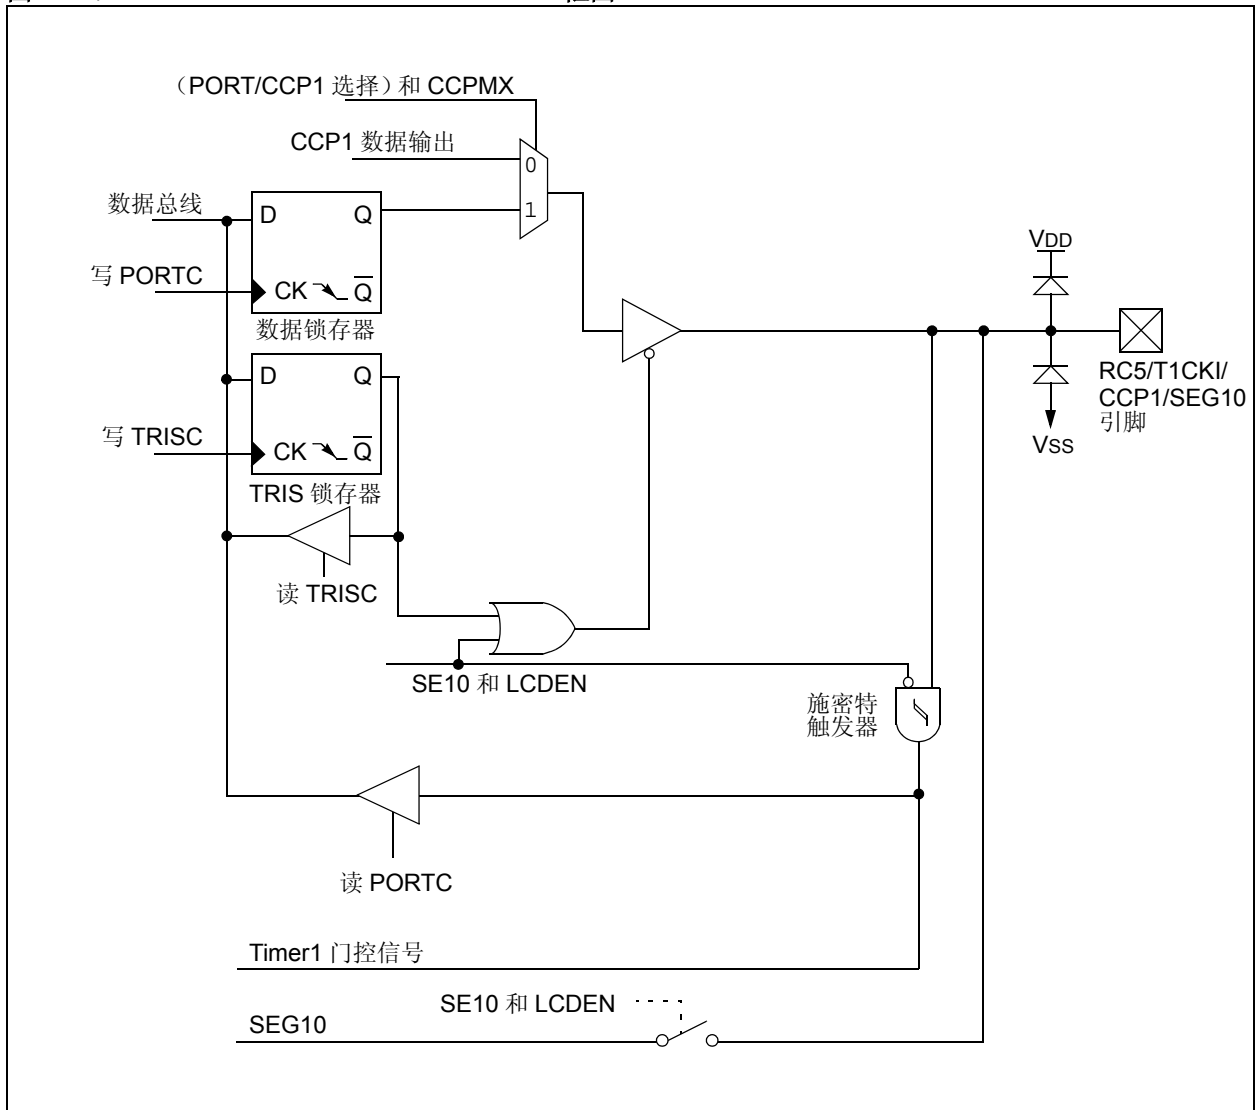 （PORT/CCP1 选择）和 CCPMX
CCP1 数据输出
0
1
数据总线
D Q
写 PORTC
CK Q
数据锁存器
D Q
写 TRISC
CK Q
TRIS 锁存器
读 TRISC
VDD
VSS
RC5/T1CKI/
CCP1/SEG10
引脚
SE10 和 LCDEN
施密特
触发器
读 PORTC
Timer1 门控信号
SE10 和 LCDEN
SEG10